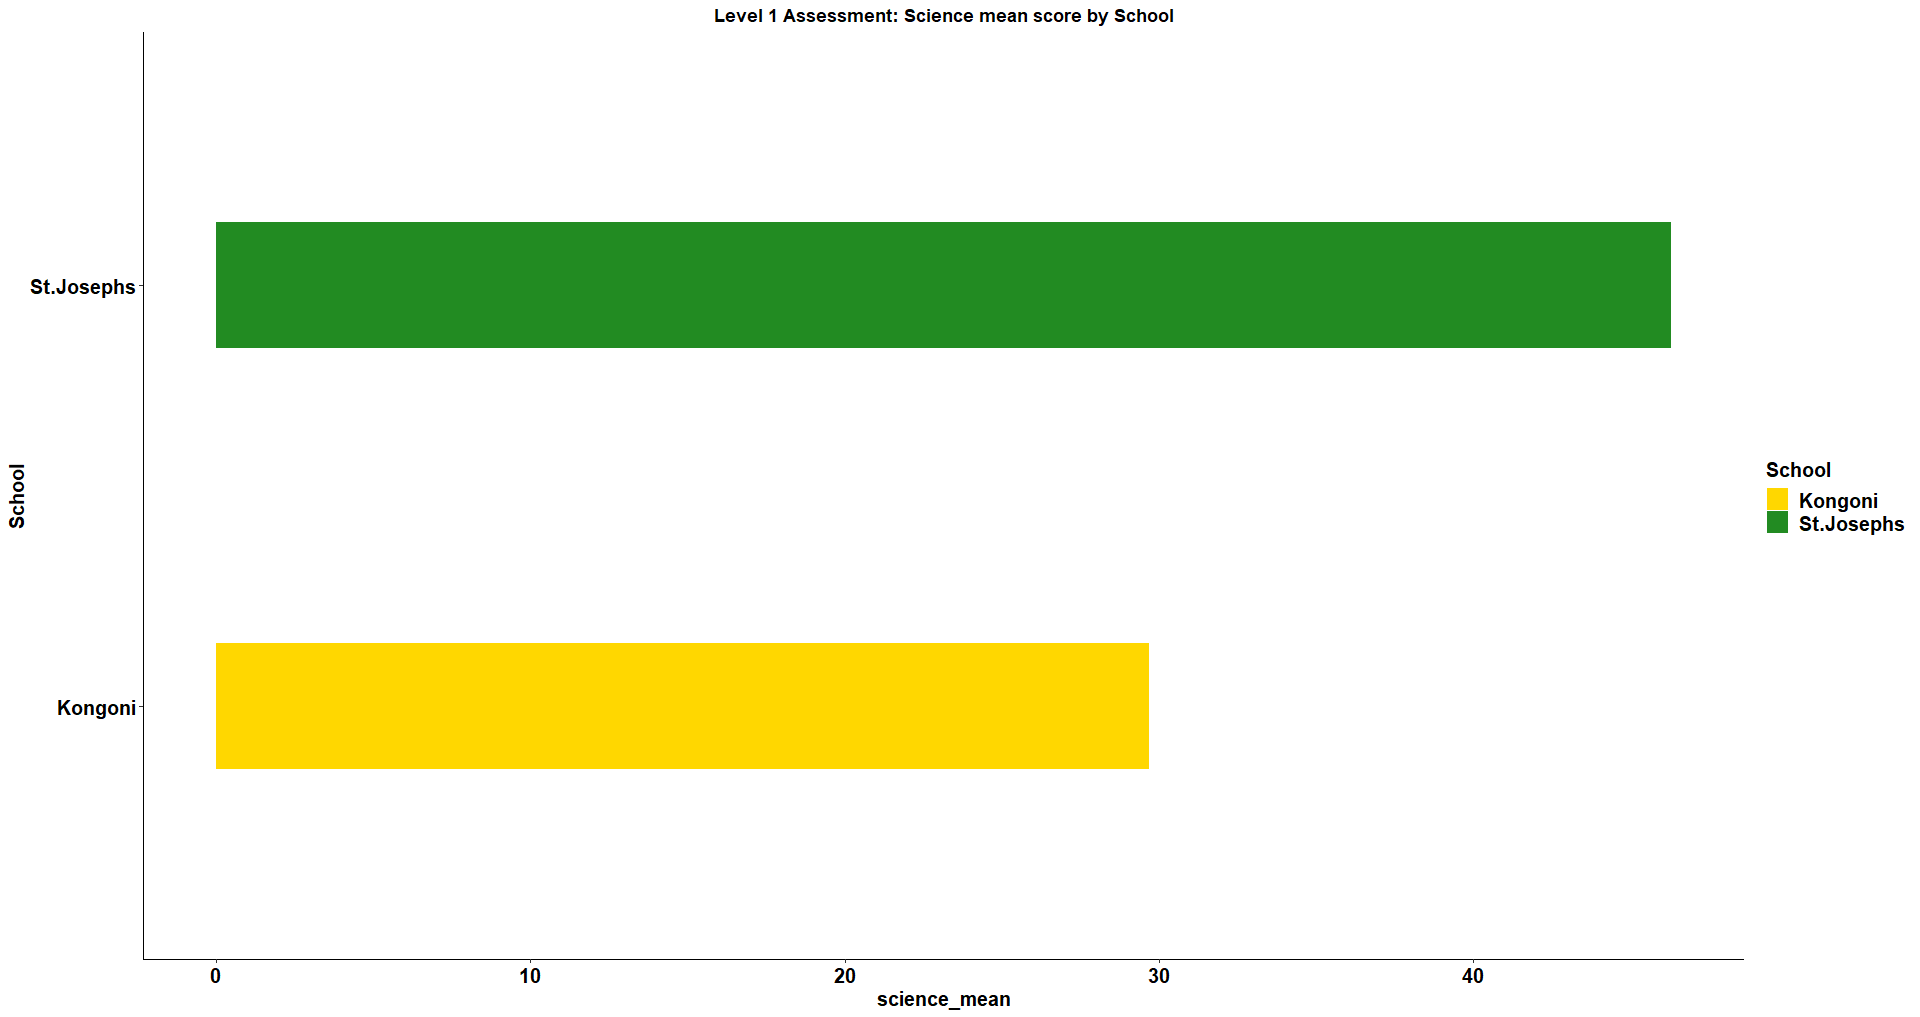 Level 1 Assessment: Science mean score by School
School
St.Josephs
Kongoni
0 10 20 30 40
science_mean
School
Kongoni
St.Josephs